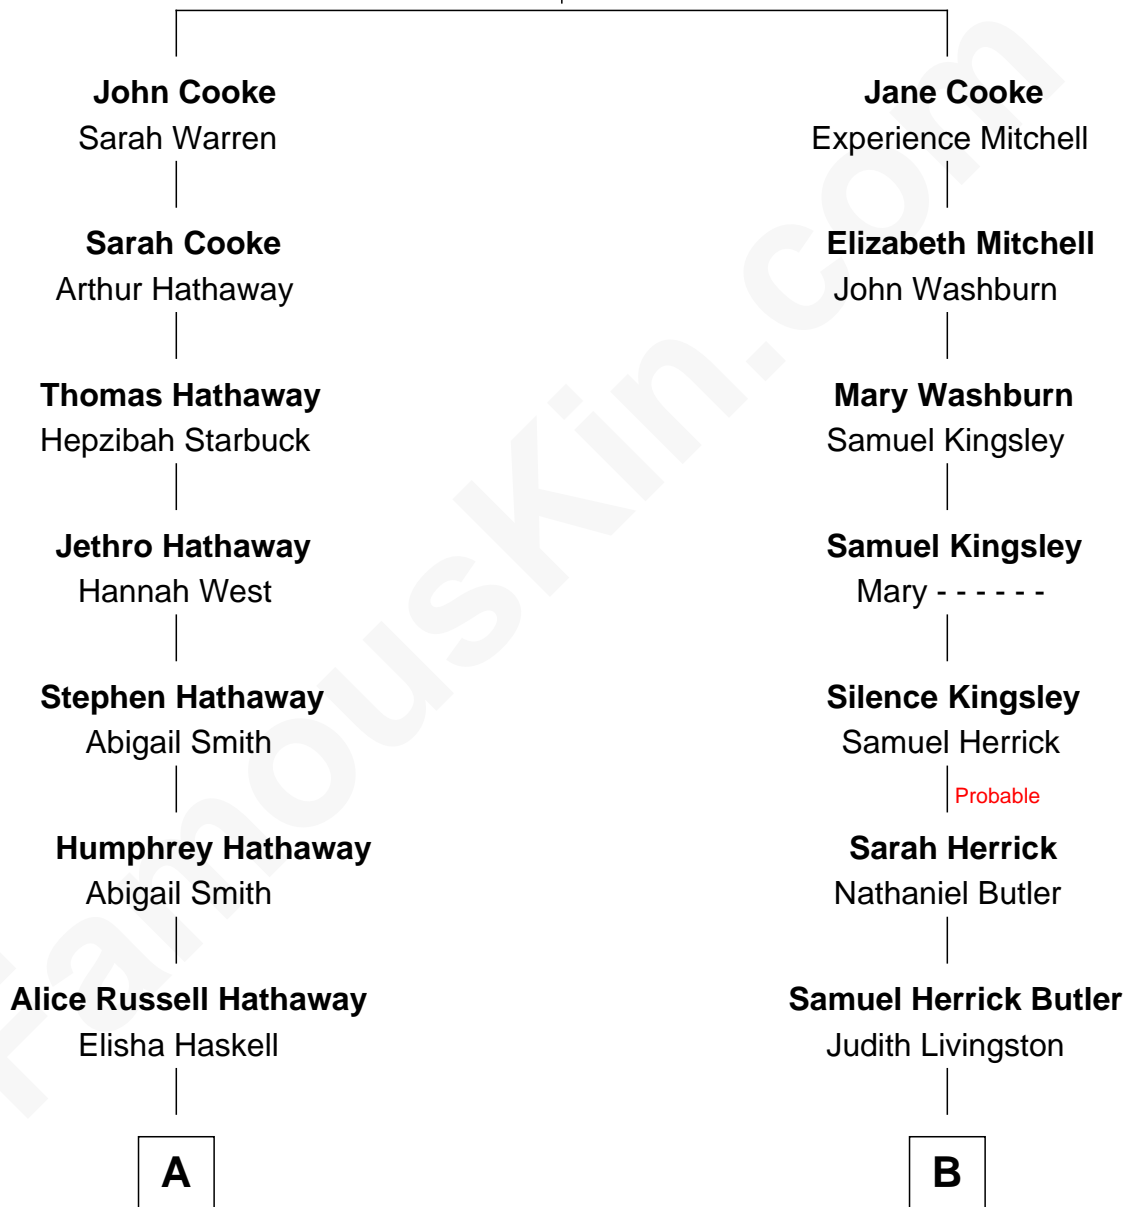 John Cooke
Sarah Warren
Sarah Cooke
Arthur Hathaway
Thomas Hathaway
Hepzibah Starbuck
Jethro Hathaway
Hannah West
Stephen Hathaway
Abigail Smith
Humphrey Hathaway
Abigail Smith
Alice Russell Hathaway
Elisha Haskell
A
Jane Cooke
Experience Mitchell
Elizabeth Mitchell
John Washburn
Mary Washburn
Samuel Kingsley
Samuel Kingsley
Mary - - - - - -
Silence Kingsley
Samuel Herrick
Probable
Sarah Herrick
Nathaniel Butler
Samuel Herrick Butler
Judith Livingston
B
FamousKin.com